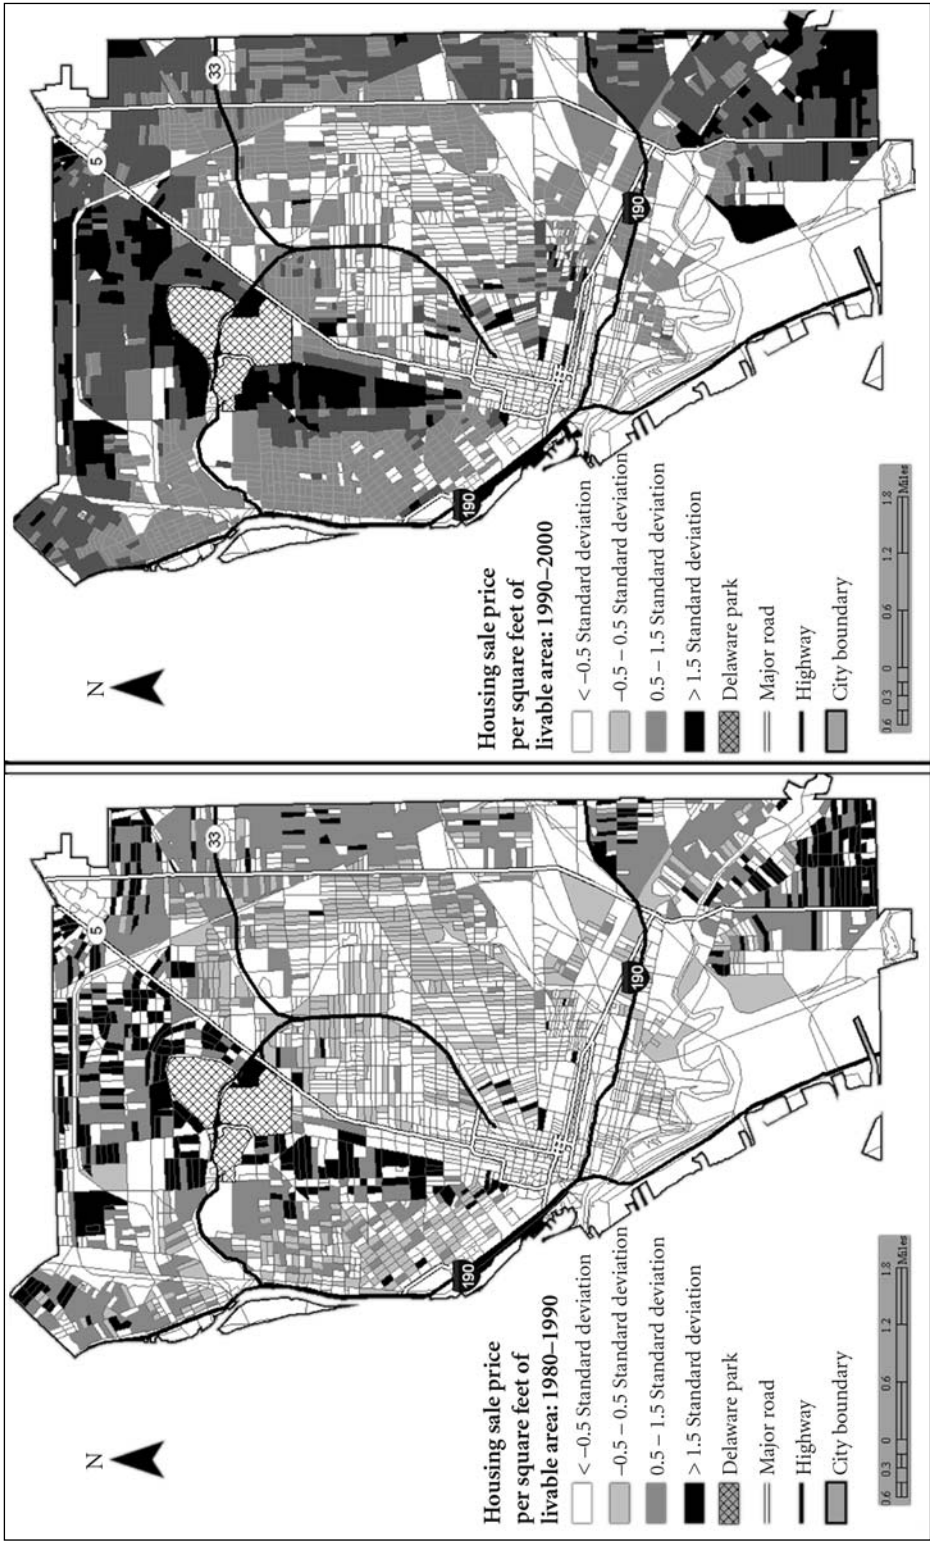 N
Housing sale price
per square feet of
livable area: 1990–2000
< −0.5 Standard deviation
−0.5 – 0.5 Standard deviation
0.5 – 1.5 Standard deviation
> 1.5 Standard deviation
Delaware park
Major road
Highway
City boundary
0.6 0.3 0 0.6 1.2 1.8
Miles
5
33
190
190
N
Housing sale price
per square feet of
livable area: 1980–1990
< −0.5 Standard deviation
−0.5 – 0.5 Standard deviation
0.5 – 1.5 Standard deviation
> 1.5 Standard deviation
Delaware park
Major road
Highway
City boundary
0.6 0.3 0 0.6 1.2 1.8
Miles
5
33
190
190